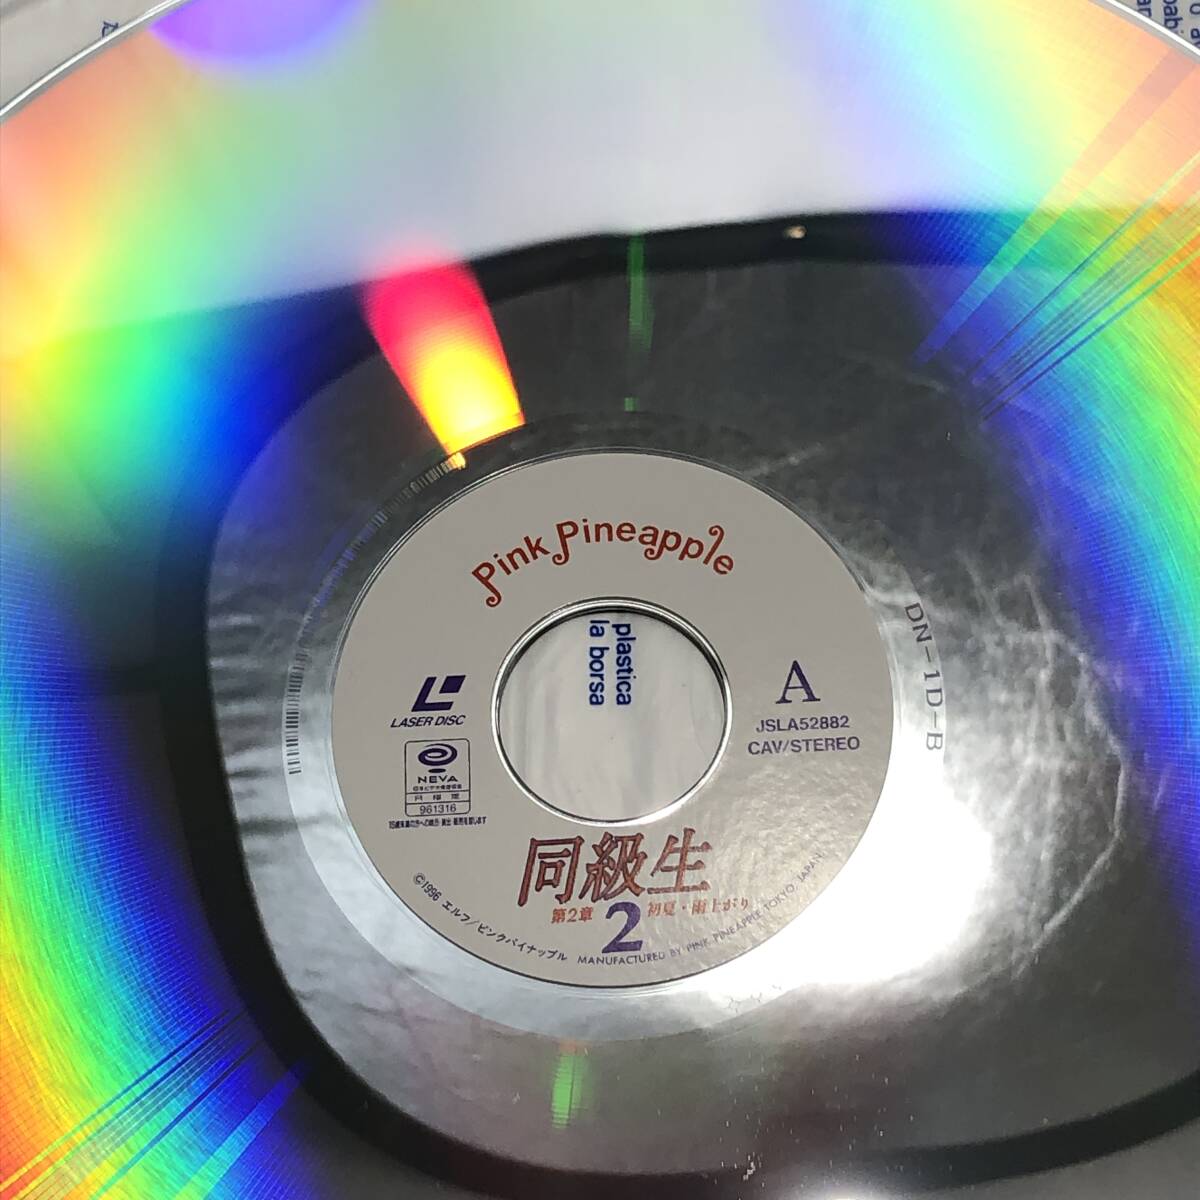 Pink Pineapple
plastica
la borsa
A
JSLA52882
CAV/STEREO
LASER DISC
NEVA
961316
DN-1D-B
同級生
2
第2章 初夏・雨上がり
©1996 エルフ/ピンクパイナップル MANUFACTURED BY PINK PINEAPPLE TOKYO, JAPAN.